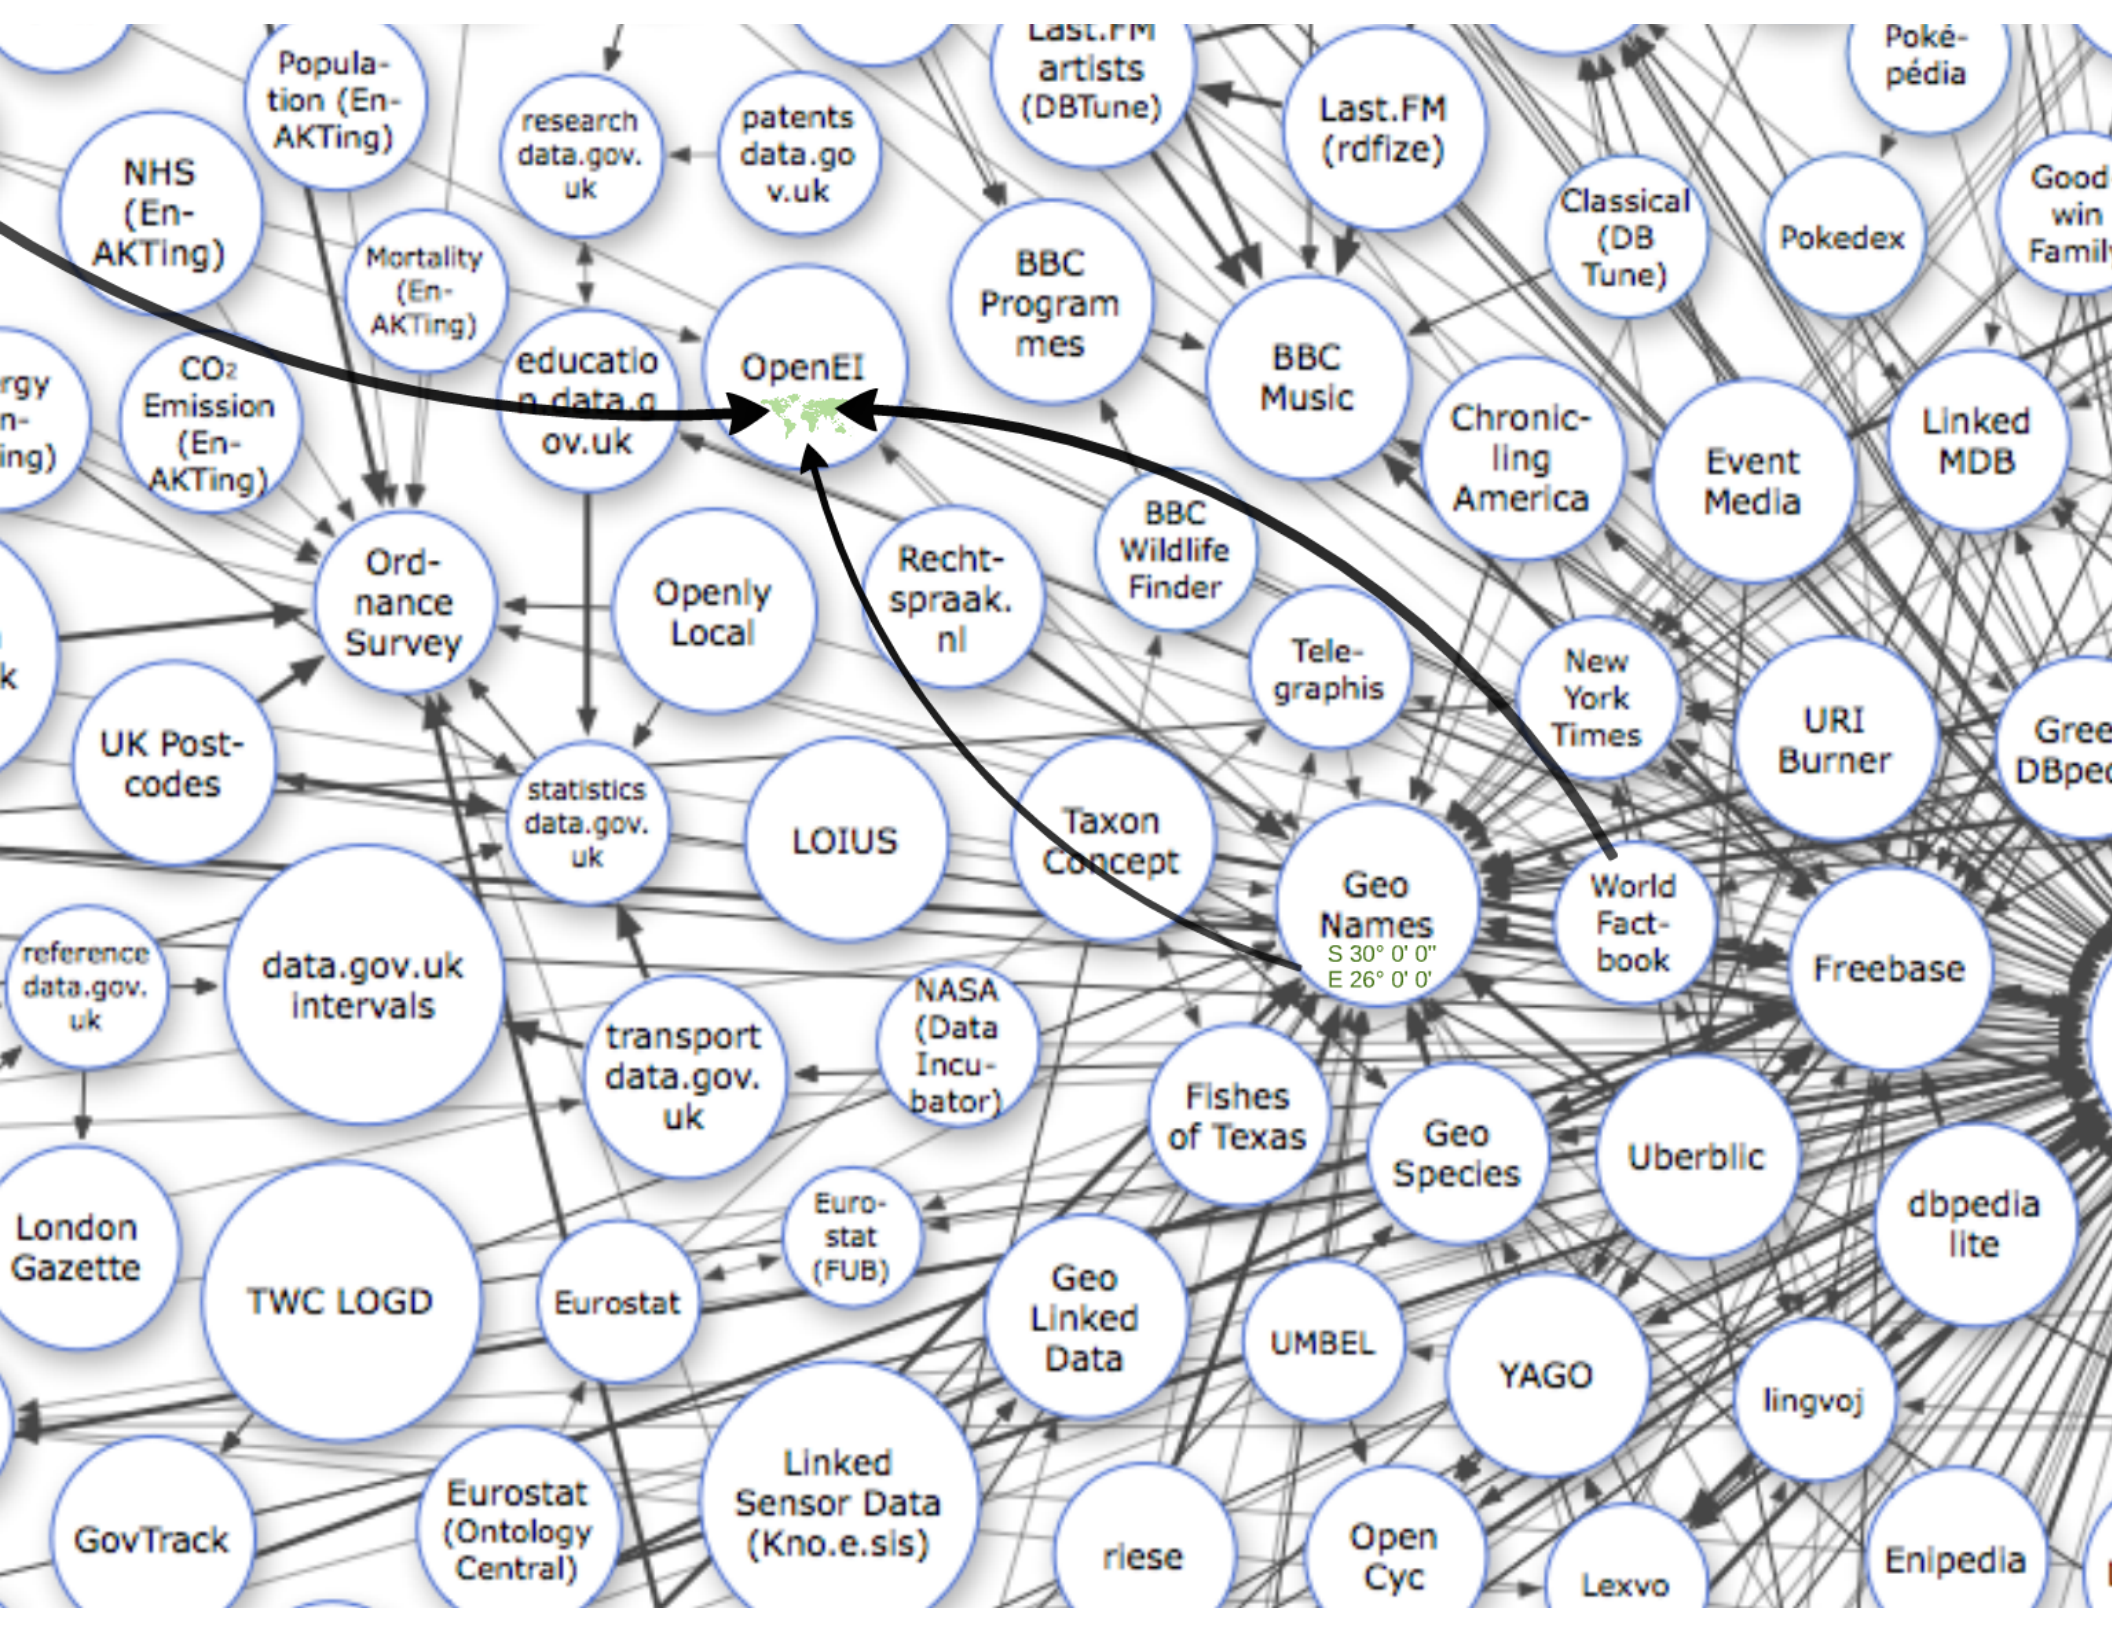 Last.FM
artists
(DBTune)
Poké-
pédia
Popula-
tion (En-
AKTing)
research
data.gov.
uk
patents
data.go
v.uk
Last.FM
(rdfize)
NHS
(En-
AKTing)
Mortality
(En-
AKTing)
BBC
Program
mes
Classical
(DB
Tune)
Pokedex
Good
win
Family
CO2
Emission
(En-
AKTing)
educatio
n.data.g
ov.uk
OpenEI
BBC
Music
Chronic-
ling
America
Event
Media
Linked
MDB
rgy
n-
ing)
Ord-
nance
Survey
Openly
Local
Recht-
spraak.
nl
BBC
Wildlife
Finder
Tele-
graphis
New
York
Times
URI
Burner
Gree
DBped
k
UK Post-
codes
statistics
data.gov.
uk
LOIUS
Taxon
Concept
Geo
Names
S 30° 0' 0"
E 26° 0' 0'
World
Fact-
book
Freebase
reference
data.gov.
uk
data.gov.uk
intervals
transport
data.gov.
uk
NASA
(Data
Incu-
bator)
Fishes
of Texas
Geo
Species
Uberblic
dbpedia
lite
London
Gazette
TWC LOGD
Eurostat
Euro-
stat
(FUB)
Geo
Linked
Data
UMBEL
YAGO
lingvoj
GovTrack
Eurostat
(Ontology
Central)
Linked
Sensor Data
(Kno.e.sis)
riese
Open
Cyc
Lexvo
Enipedia